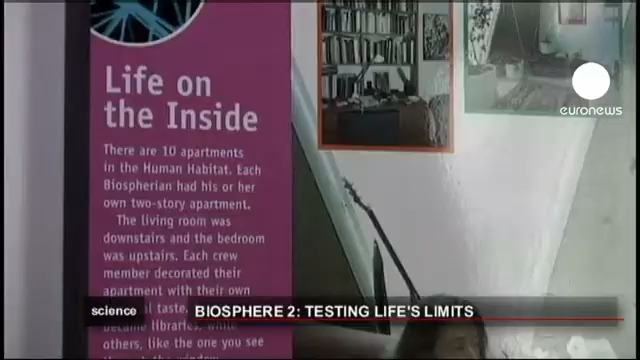 Life on
the Inside
There are 10 apartments
in the Human Habitat. Each
Biospherian had his or her
own two-story apartment.
The living room was
downstairs and the bedroom
was upstairs. Each crew
member decorated their
apartment with their own
taste,
became libraries, while
others, like the one you see
euronews
science
BIOSPHERE 2: TESTING LIFE'S LIMITS